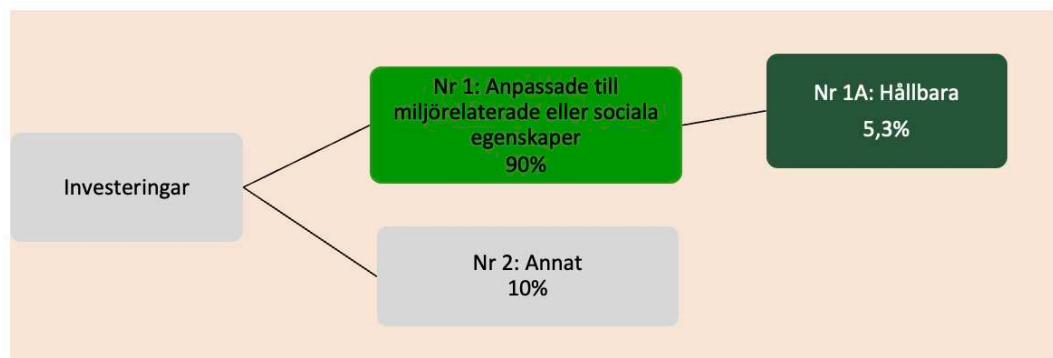 Investeringar
Nr 1: Anpassade till
miljörelaterade eller sociala
egenskaper
90%
Nr 1A: Hållbara
5,3%
Nr 2: Annat
10%